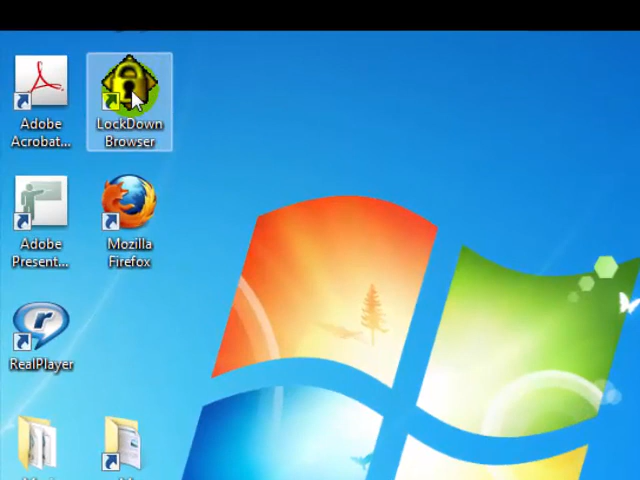 Adobe
Acrobat...
LockDown
Browser
Adobe
Present...
Mozilla
Firefox
RealPlayer